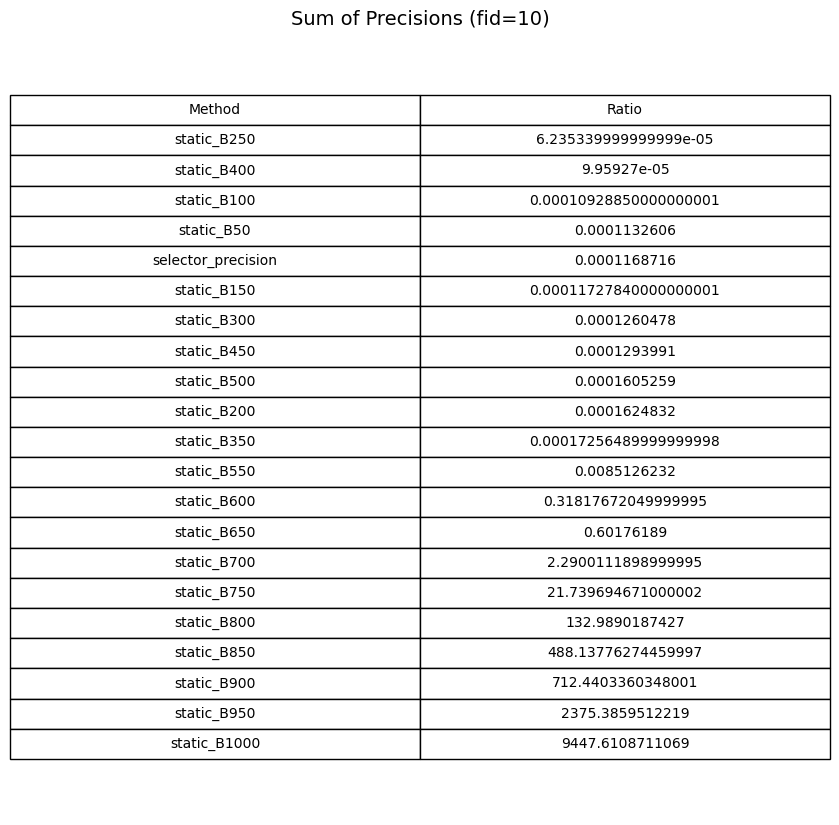 Sum of Precisions (fid=10)
Method Ratio
static_B250 6.235339999999999e-05
static_B400 9.95927e-05
static_B100 0.00010928850000000001
static_B50 0.0001132606
selector_precision 0.0001168716
static_B150 0.00011727840000000001
static_B300 0.0001260478
static_B450 0.0001293991
static_B500 0.0001605259
static_B200 0.0001624832
static_B350 0.00017256489999999998
static_B550 0.0085126232
static_B600 0.31817672049999995
static_B650 0.60176189
static_B700 2.2900111898999995
static_B750 21.739694671000002
static_B800 132.9890187427
static_B850 488.13776274459997
static_B900 712.4403360348001
static_B950 2375.3859512219
static_B1000 9447.6108711069